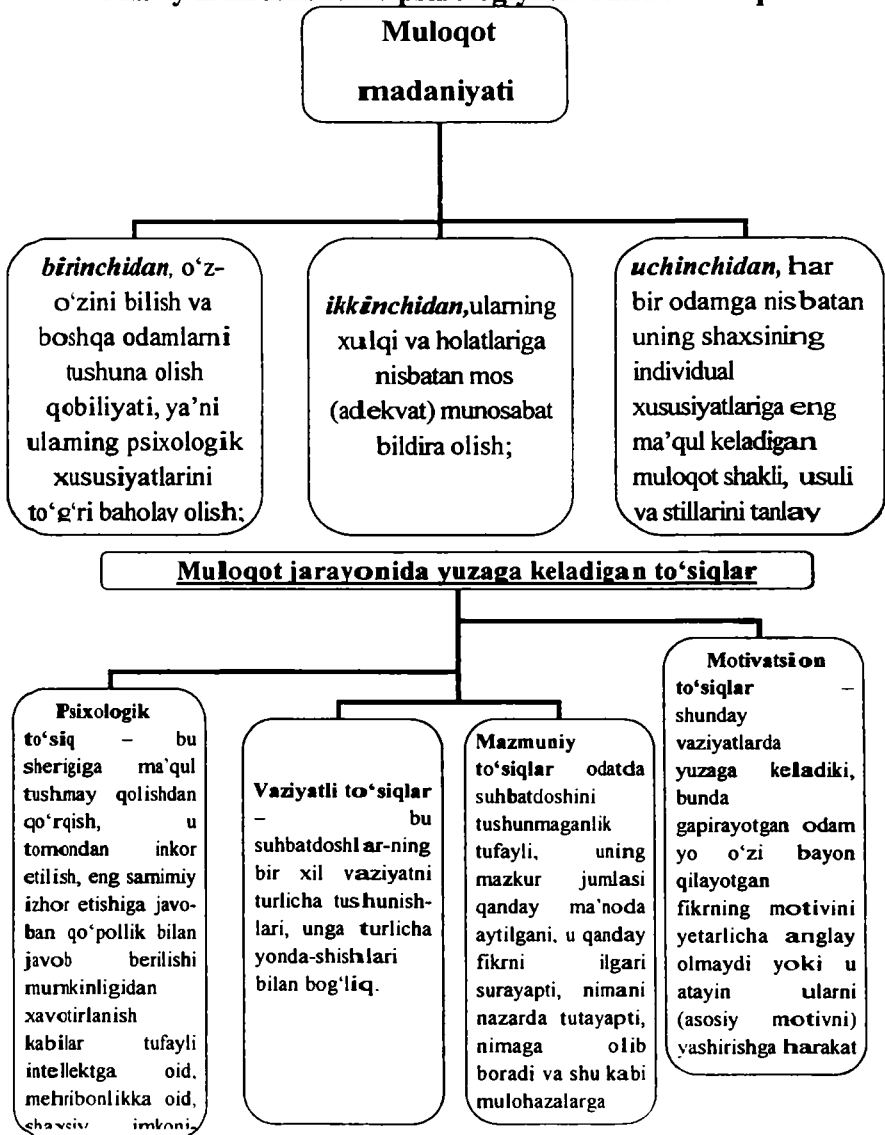 Muloqot
madaniyati
birinchidan, o‘z-
o‘zini bilish va
boshqa odamlarni
tushuna olish
qobiliyati, ya’ni
ularning psixologik
xususiyatlarini
to‘g‘ri baholay olish;
ikkinchidan,ularning
xulqi va holatlariga
nisbatan mos
(adekvat) munosabat
bildira olish;
uchinchidan, har
bir odamga nisbatan
uning shaxsining
individual
xususiyatlariga eng
ma’qul keladigan
muloqot shakli, usuli
va stillarini tanlay
Muloqot jarayonida yuzaga keladigan to‘siqlar
Psixologik
to‘siq – bu
sherigiga ma’qul
tushmay qolishdan
qo‘rqish, u
tomondan inkor
etilish, eng samimiy
izhor etishiga javo-
ban qo‘pollik bilan
javob berilishi
mumkinligidan
xavotirlanish
kabilar tufayli
intellektga oid,
mehribonlikka oid,
shaxsiy imkoni-
Vaziyatli to‘siqlar
– bu
suhbatdoshlar-ning
bir xil vaziyatni
turlicha tushunish-
lari, unga turlicha
yonda-shishlari
bilan bog‘liq.
Mazmuniy
to‘siqlar odatda
suhbatdoshini
tushunmaganlik
tufayli, uning
mazkur jumlasi
qanday ma’noda
aytilgani, u qanday
fikrni ilgari
surayapti, nimani
nazarda tutayapti,
nimaga olib
boradi va shu kabi
mulohazalarga
Motivatsion
to‘siqlar –
shunday
vaziyatlarda
yuzaga keladiki,
bunda
gapirayotgan odam
yo o‘zi bayon
qilayotgan
fikrning motivini
yetarlicha anglay
olmaydi yoki u
atayin ularni
(asosiy motivni)
yashirishga harakat